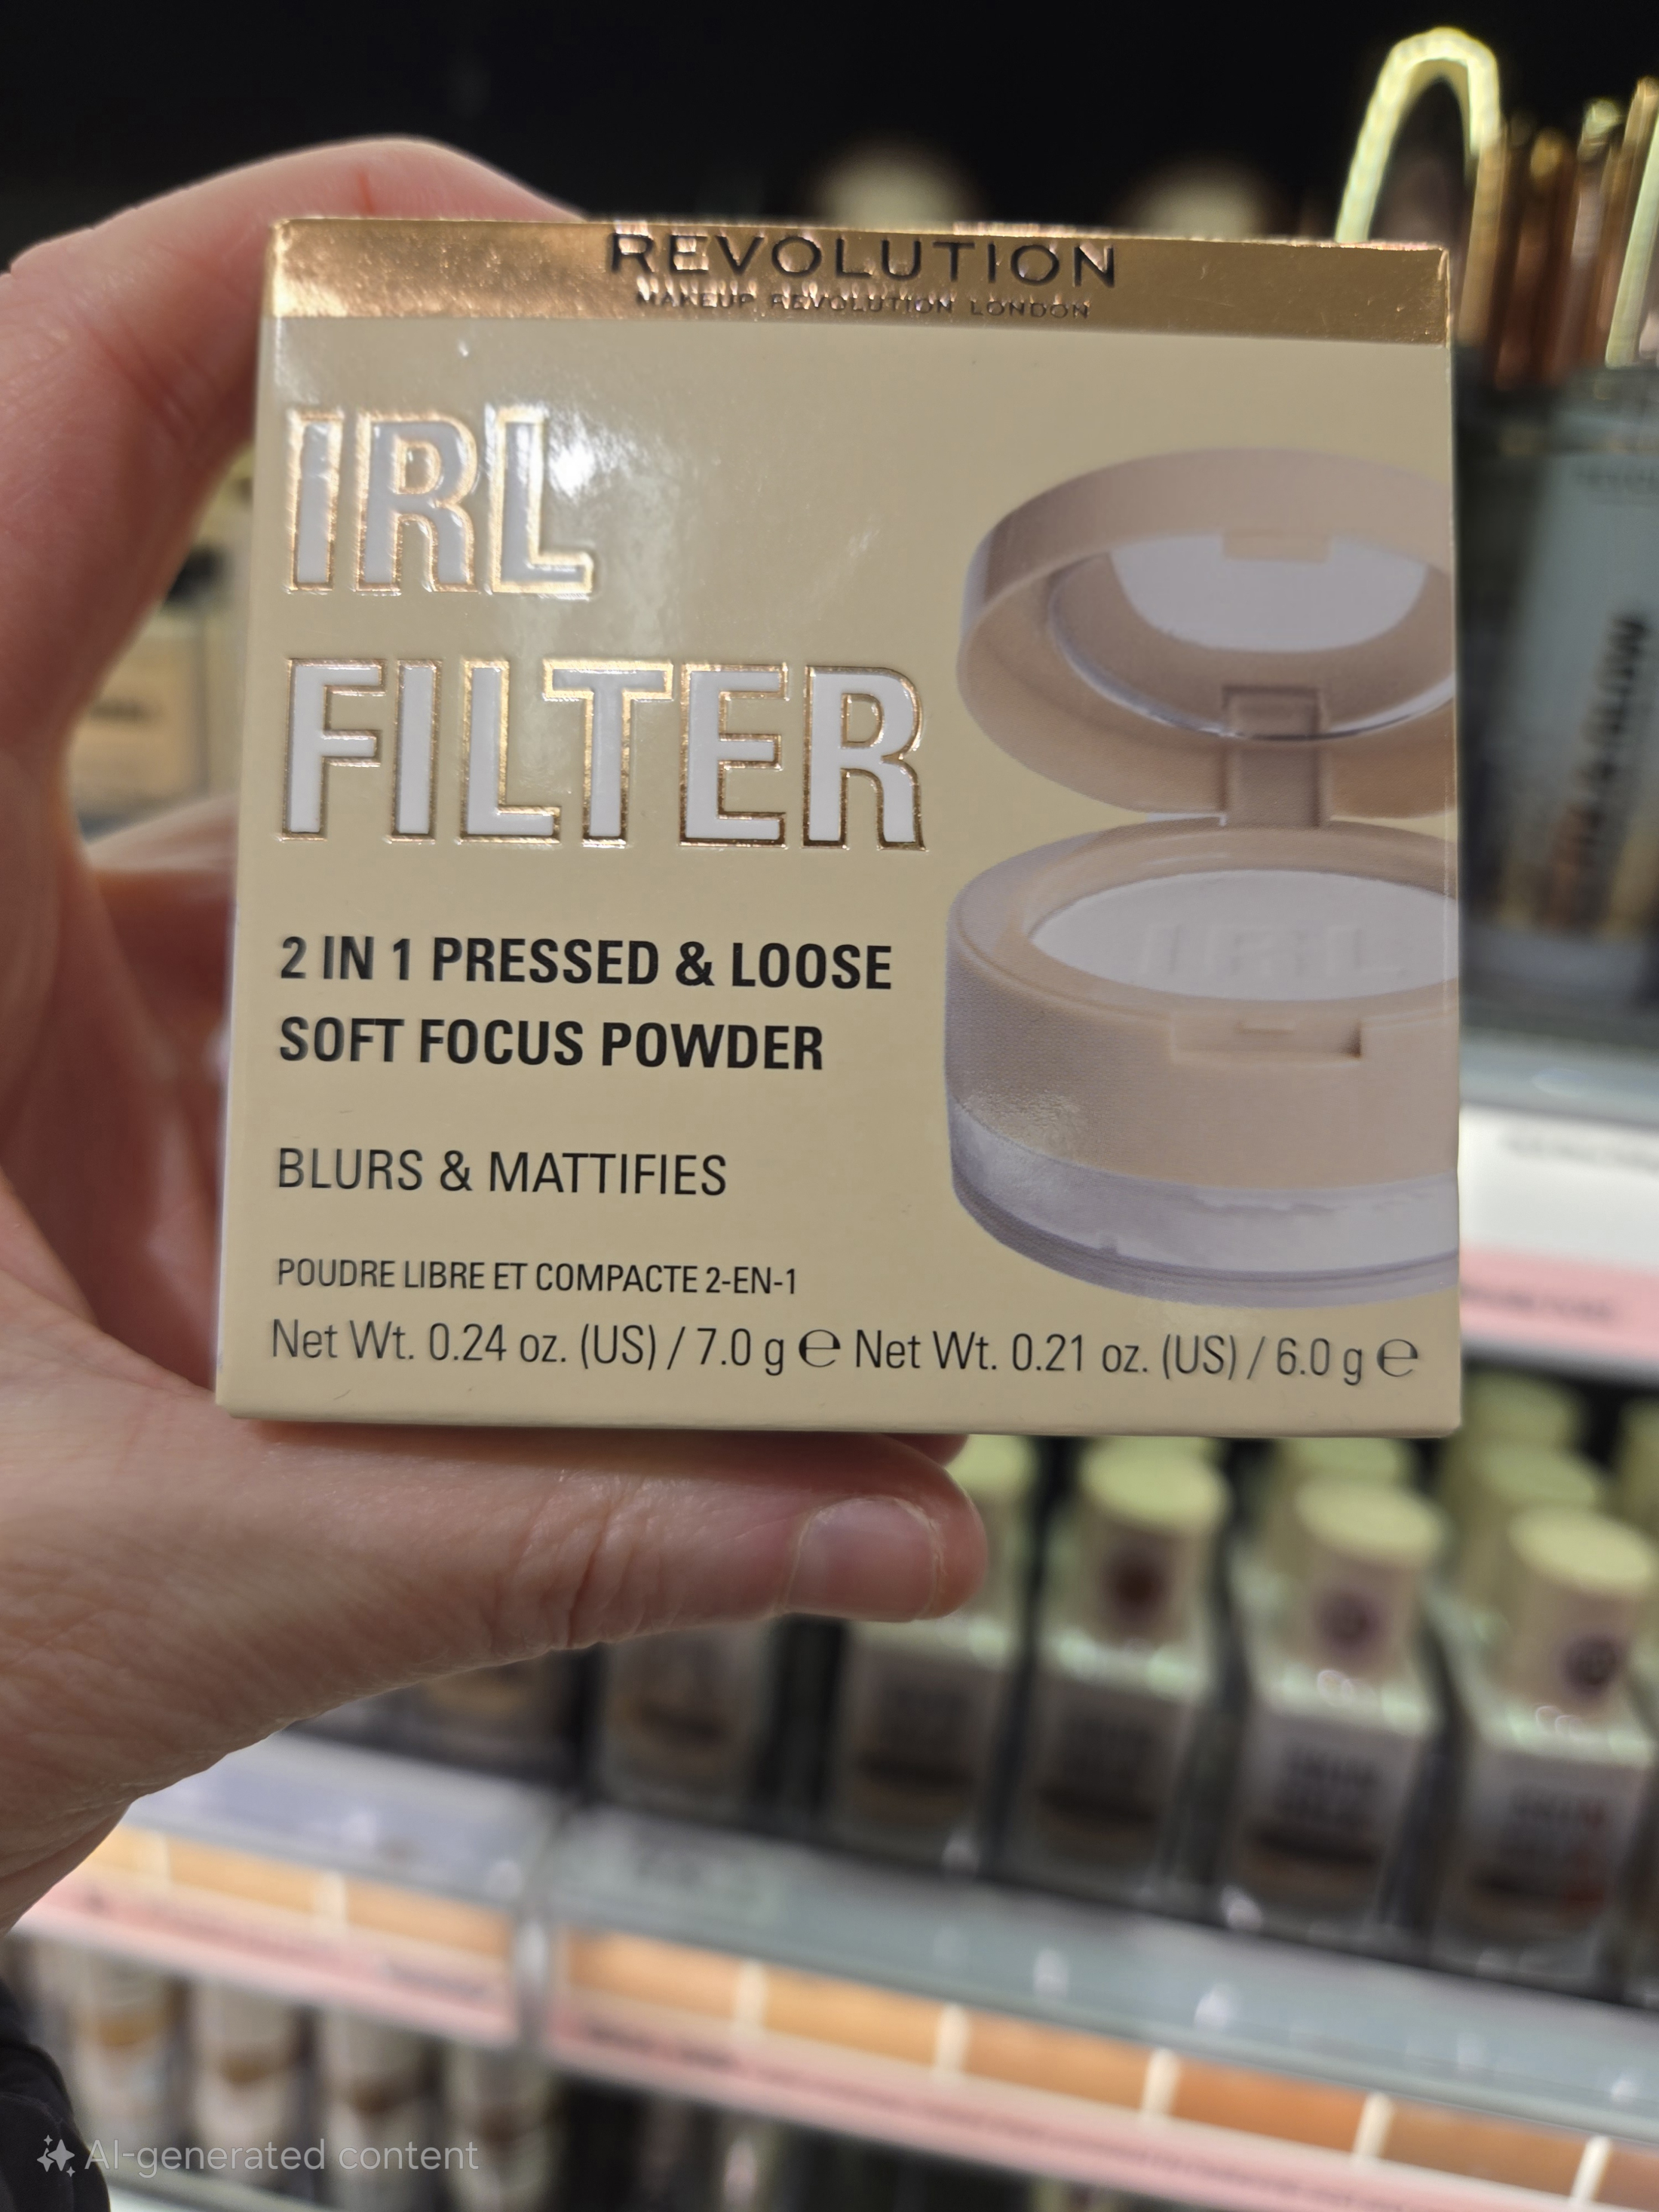 REVOLUTION
MAKEUP REVOLUTION LONDON
IRL
FILTER
2 IN 1 PRESSED & LOOSE
SOFT FOCUS POWDER
BLURS & MATTIFIES
POUDRE LIBRE ET COMPACTE 2-EN-1
Net Wt. 0.24 oz. (US) / 7.0 g ℮ Net Wt. 0.21 oz. (US) / 6.0 g ℮
IRL
AI-generated content